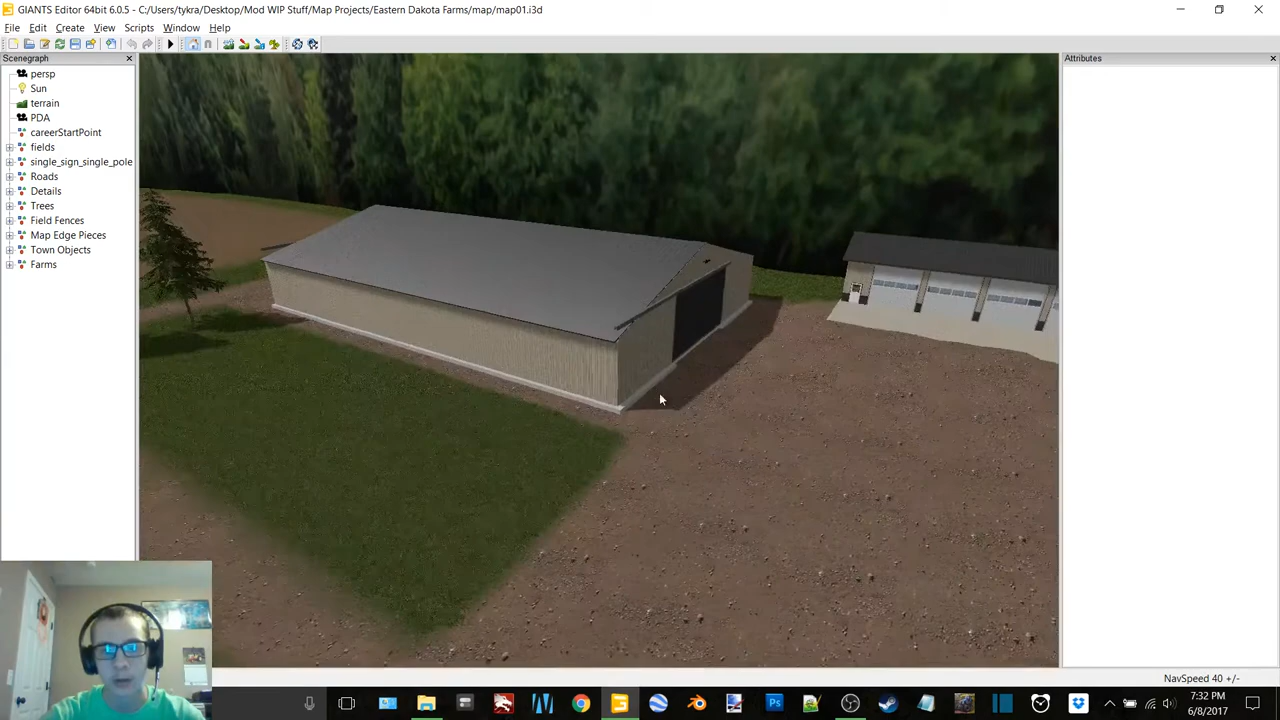 GIANTS Editor 64bit 6.0.5 - C:/Users/tykra/Desktop/Mod WIP Stuff/Map Projects/Eastern Dakota Farms/map/map01.i3d
File Edit Create View Scripts Window Help
Scenegraph
Attributes
persp
Sun
terrain
PDA
careerStartPoint
fields
single_sign_single_pole
Roads
Details
Trees
Field Fences
Map Edge Pieces
Town Objects
Farms
NavSpeed 40 +/-
7:32 PM
6/8/2017